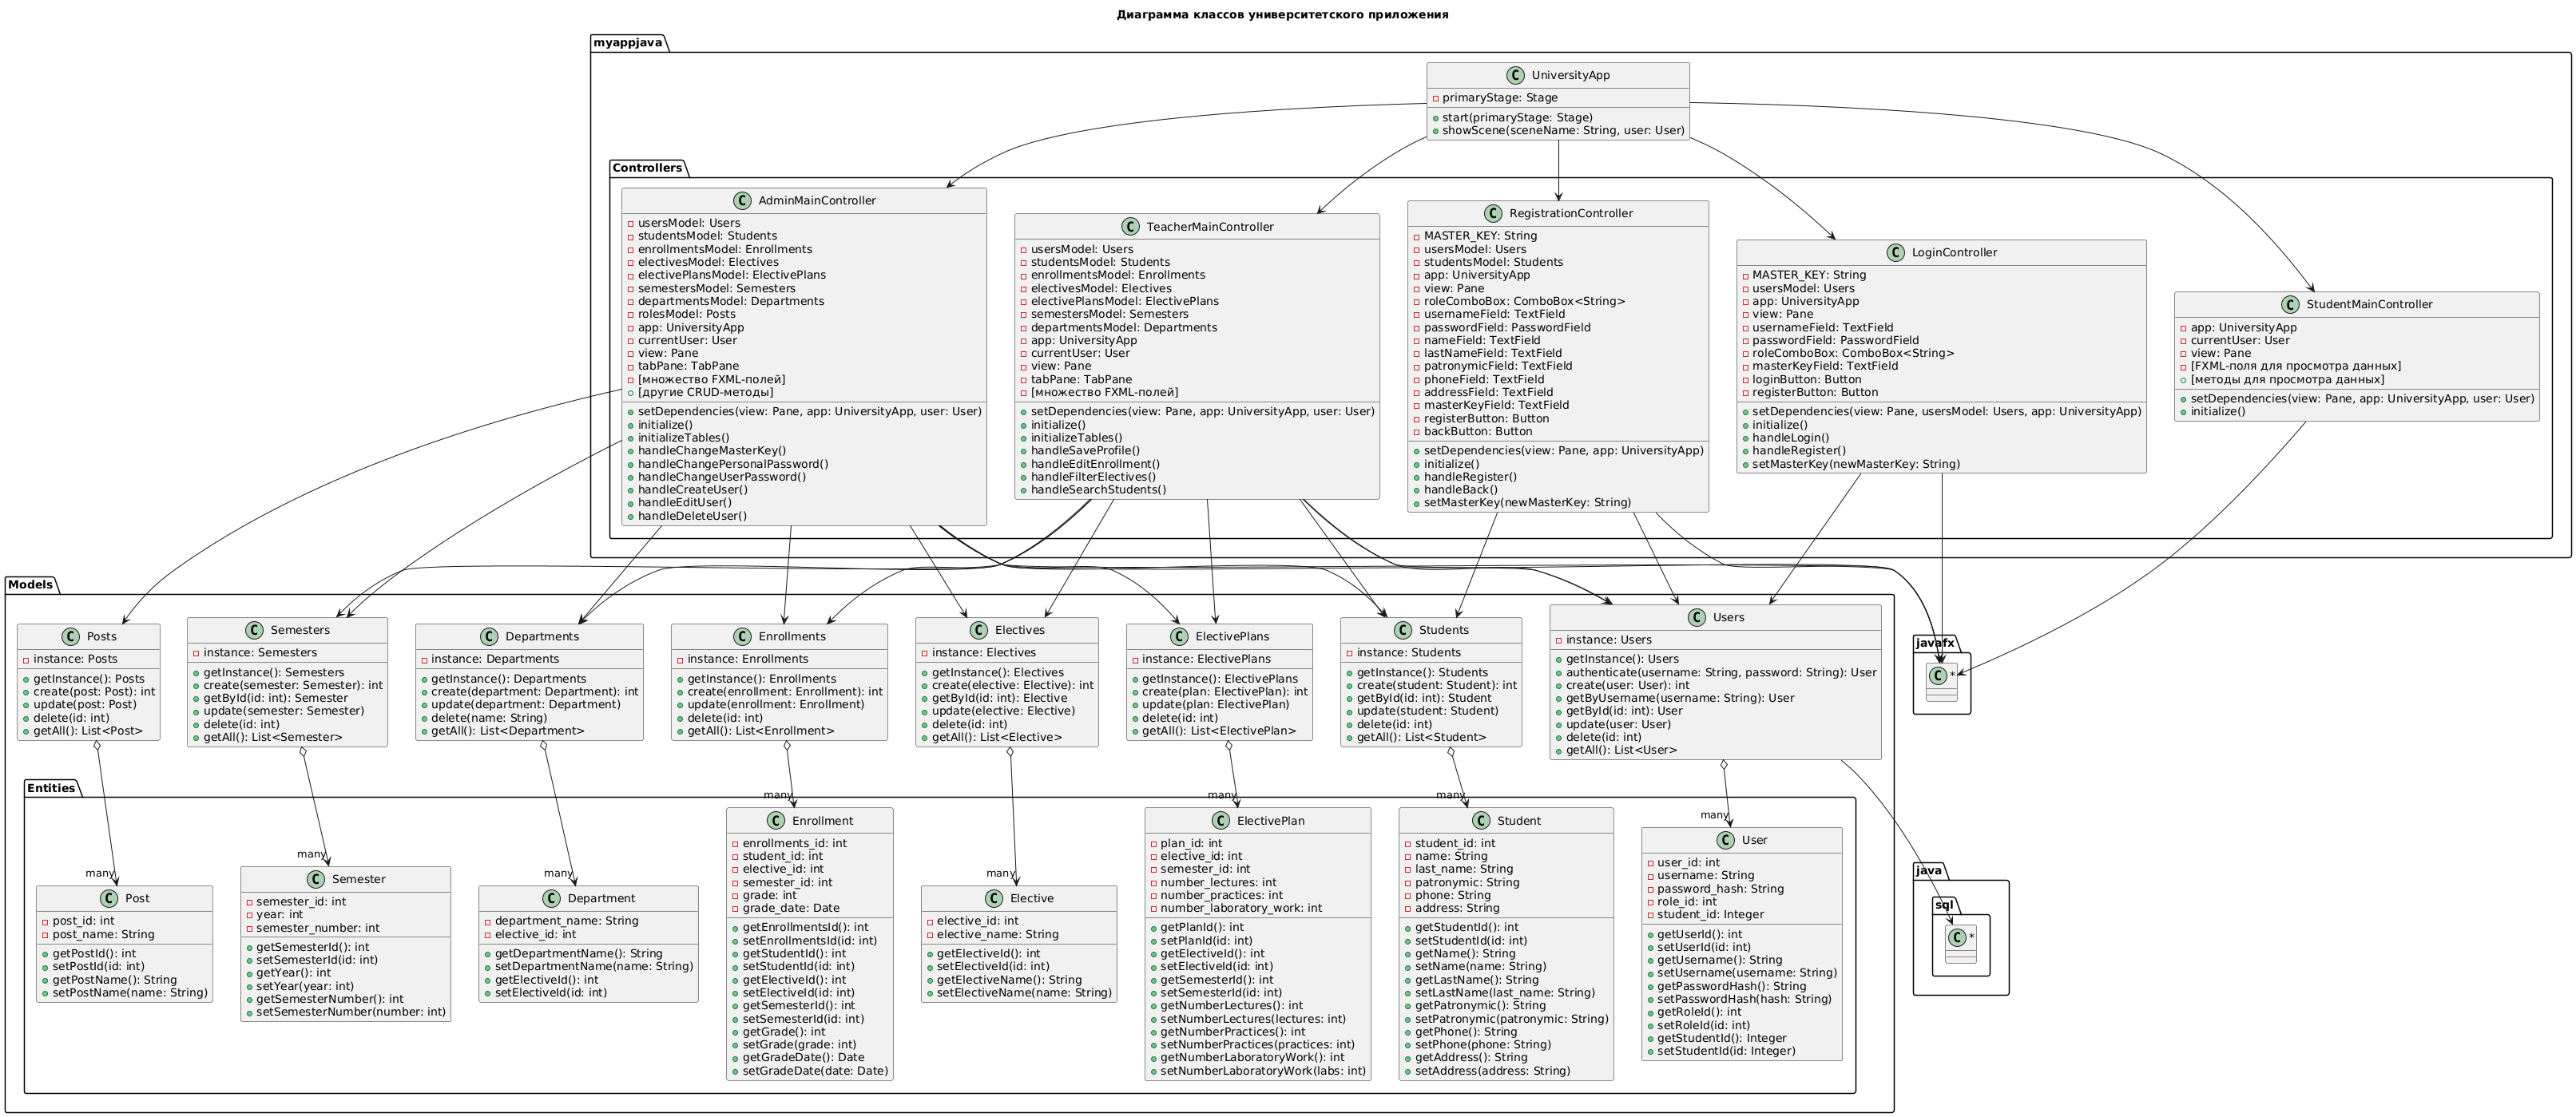 Диаграмма классов университетского приложения
myappjava
UniversityApp
primaryStage: Stage
start(primaryStage: Stage)
showScene(sceneName: String, user: User)
Controllers
AdminMainController
usersModel: Users
studentsModel: Students
enrollmentsModel: Enrollments
electivesModel: Electives
electivePlansModel: ElectivePlans
semestersModel: Semesters
departmentsModel: Departments
rolesModel: Posts
app: UniversityApp
currentUser: User
view: Pane
tabPane: TabPane
[множество FXML-полей]
[другие CRUD-методы]
setDependencies(view: Pane, app: UniversityApp, user: User)
initialize()
initializeTables()
handleChangeMasterKey()
handleChangePersonalPassword()
handleChangeUserPassword()
handleCreateUser()
handleEditUser()
handleDeleteUser()
TeacherMainController
usersModel: Users
studentsModel: Students
enrollmentsModel: Enrollments
electivesModel: Electives
electivePlansModel: ElectivePlans
semestersModel: Semesters
departmentsModel: Departments
app: UniversityApp
currentUser: User
view: Pane
tabPane: TabPane
[множество FXML-полей]
setDependencies(view: Pane, app: UniversityApp, user: User)
initialize()
initializeTables()
handleSaveProfile()
handleEditEnrollment()
handleFilterElectives()
handleSearchStudents()
RegistrationController
MASTER_KEY: String
usersModel: Users
studentsModel: Students
app: UniversityApp
view: Pane
roleComboBox: ComboBox<String>
usernameField: TextField
passwordField: PasswordField
nameField: TextField
lastNameField: TextField
patronymicField: TextField
phoneField: TextField
addressField: TextField
masterKeyField: TextField
registerButton: Button
backButton: Button
setDependencies(view: Pane, app: UniversityApp)
initialize()
handleRegister()
handleBack()
setMasterKey(newMasterKey: String)
LoginController
MASTER_KEY: String
usersModel: Users
app: UniversityApp
view: Pane
usernameField: TextField
passwordField: PasswordField
roleComboBox: ComboBox<String>
masterKeyField: TextField
loginButton: Button
registerButton: Button
setDependencies(view: Pane, usersModel: Users, app: UniversityApp)
initialize()
handleLogin()
handleRegister()
setMasterKey(newMasterKey: String)
StudentMainController
app: UniversityApp
currentUser: User
view: Pane
[FXML-поля для просмотра данных]
[методы для просмотра данных]
setDependencies(view: Pane, app: UniversityApp, user: User)
initialize()
Models
Posts
instance: Posts
getInstance(): Posts
create(post: Post): int
update(post: Post)
delete(id: int)
getAll(): List<Post>
Semesters
instance: Semesters
getInstance(): Semesters
create(semester: Semester): int
getById(id: int): Semester
update(semester: Semester)
delete(id: int)
getAll(): List<Semester>
Departments
instance: Departments
getInstance(): Departments
create(department: Department): int
update(department: Department)
delete(name: String)
getAll(): List<Department>
Enrollments
instance: Enrollments
getInstance(): Enrollments
create(enrollment: Enrollment): int
update(enrollment: Enrollment)
delete(id: int)
getAll(): List<Enrollment>
Electives
instance: Electives
getInstance(): Electives
create(elective: Elective): int
getById(id: int): Elective
update(elective: Elective)
delete(id: int)
getAll(): List<Elective>
ElectivePlans
instance: ElectivePlans
getInstance(): ElectivePlans
create(plan: ElectivePlan): int
update(plan: ElectivePlan)
delete(id: int)
getAll(): List<ElectivePlan>
Students
instance: Students
getInstance(): Students
create(student: Student): int
getById(id: int): Student
update(student: Student)
delete(id: int)
getAll(): List<Student>
Users
instance: Users
getInstance(): Users
authenticate(username: String, password: String): User
create(user: User): int
getByUsername(username: String): User
getById(id: int): User
update(user: User)
delete(id: int)
getAll(): List<User>
javafx
*
Entities
many
many
many
many
many
many
many
many
Post
post_id: int
post_name: String
getPostId(): int
setPostId(id: int)
getPostName(): String
setPostName(name: String)
Semester
semester_id: int
year: int
semester_number: int
getSemesterId(): int
setSemesterId(id: int)
getYear(): int
setYear(year: int)
getSemesterNumber(): int
setSemesterNumber(number: int)
Department
department_name: String
elective_id: int
getDepartmentName(): String
setDepartmentName(name: String)
getElectiveId(): int
setElectiveId(id: int)
Enrollment
enrollments_id: int
student_id: int
elective_id: int
semester_id: int
grade: int
grade_date: Date
getEnrollmentsId(): int
setEnrollmentsId(id: int)
getStudentId(): int
setStudentId(id: int)
getElectiveId(): int
setElectiveId(id: int)
getSemesterId(): int
setSemesterId(id: int)
getGrade(): int
setGrade(grade: int)
getGradeDate(): Date
setGradeDate(date: Date)
Elective
elective_id: int
elective_name: String
getElectiveId(): int
setElectiveId(id: int)
getElectiveName(): String
setElectiveName(name: String)
ElectivePlan
plan_id: int
elective_id: int
semester_id: int
number_lectures: int
number_practices: int
number_laboratory_work: int
getPlanId(): int
setPlanId(id: int)
getElectiveId(): int
setElectiveId(id: int)
getSemesterId(): int
setSemesterId(id: int)
getNumberLectures(): int
setNumberLectures(lectures: int)
getNumberPractices(): int
setNumberPractices(practices: int)
getNumberLaboratoryWork(): int
setNumberLaboratoryWork(labs: int)
Student
student_id: int
name: String
last_name: String
patronymic: String
phone: String
address: String
getStudentId(): int
setStudentId(id: int)
getName(): String
setName(name: String)
getLastName(): String
setLastName(last_name: String)
getPatronymic(): String
setPatronymic(patronymic: String)
getPhone(): String
setPhone(phone: String)
getAddress(): String
setAddress(address: String)
User
user_id: int
username: String
password_hash: String
role_id: int
student_id: Integer
getUserId(): int
setUserId(id: int)
getUsername(): String
setUsername(username: String)
getPasswordHash(): String
setPasswordHash(hash: String)
getRoleId(): int
setRoleId(id: int)
getStudentId(): Integer
setStudentId(id: Integer)
java
sql
*